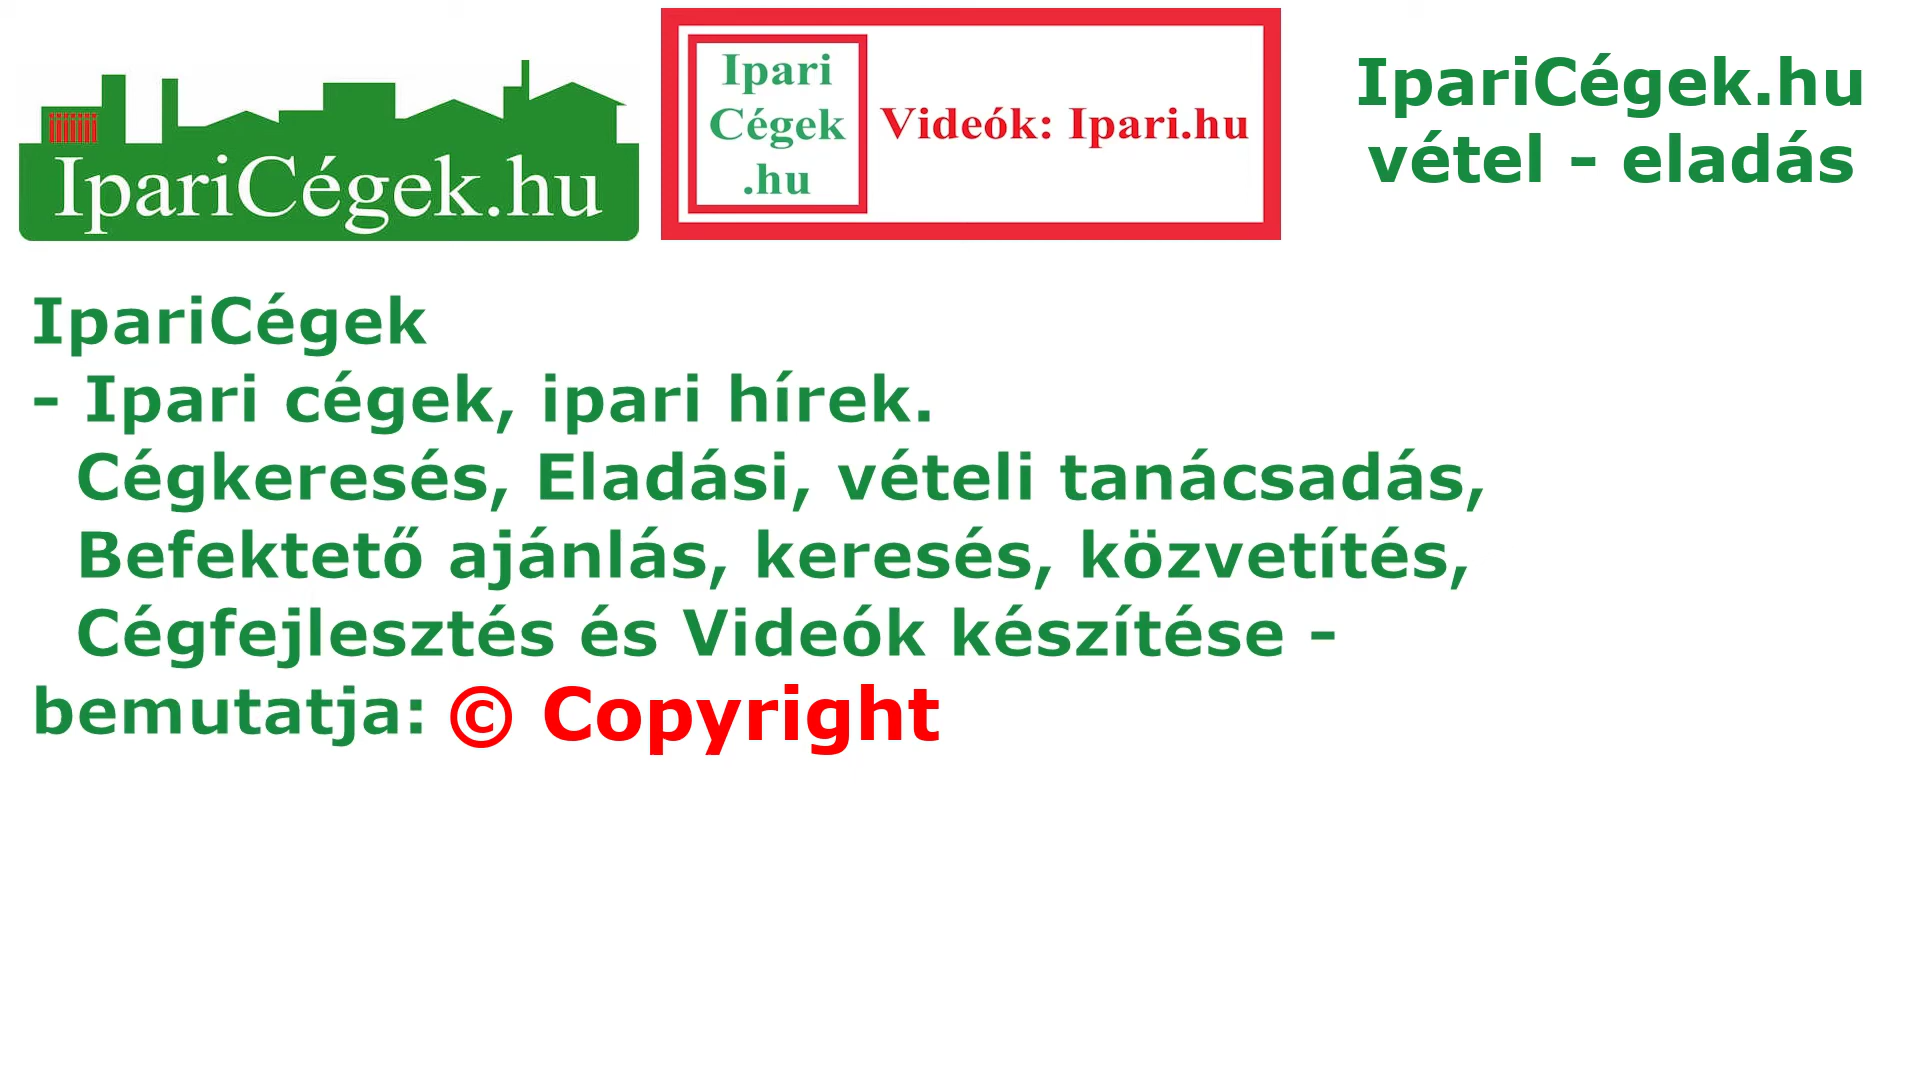 IpariCégek.hu
Ipari
Cégek
.hu
Videók: Ipari.hu
IpariCégek.hu
vétel - eladás
IpariCégek
- Ipari cégek, ipari hírek.
Cégkeresés, Eladási, vételi tanácsadás,
Befektető ajánlás, keresés, közvetítés,
Cégfejlesztés és Videók készítése -
bemutatja: © Copyright